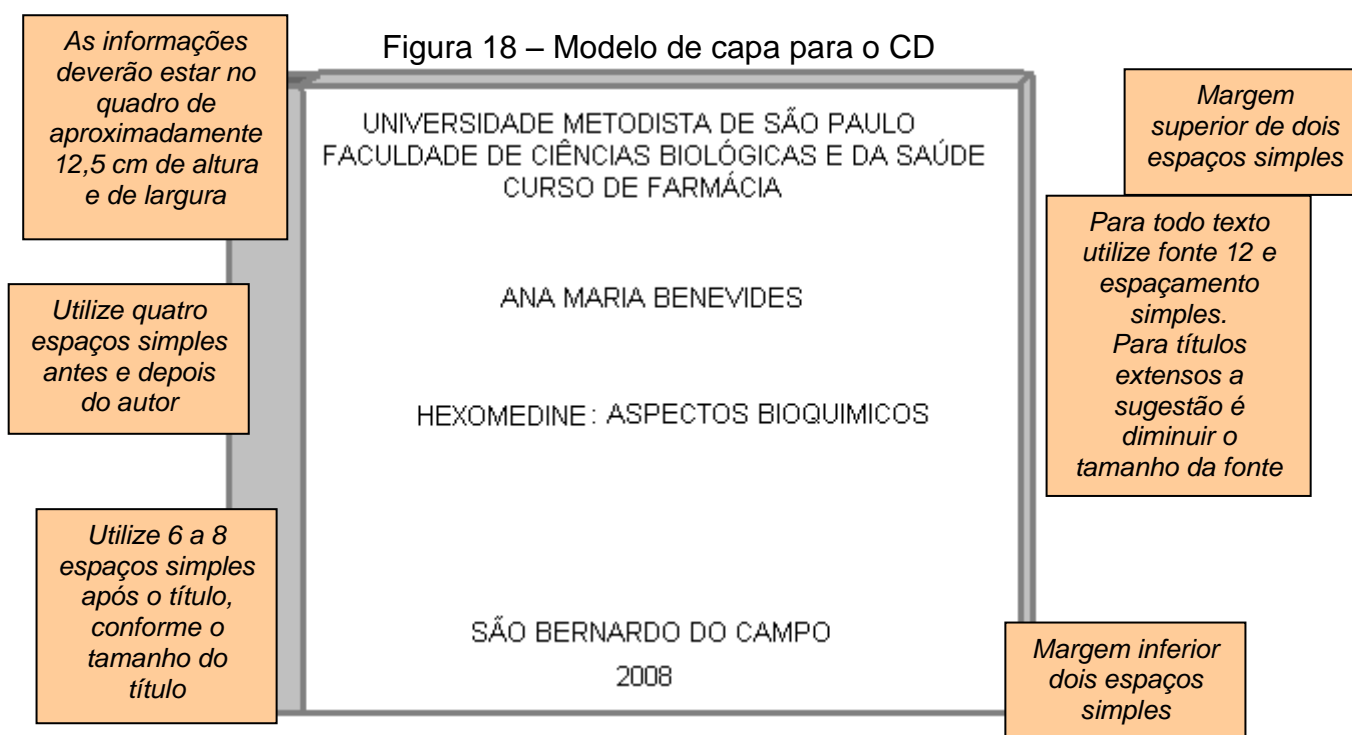 Figura 18 – Modelo de capa para o CD
As informações
deverão estar no
quadro de
aproximadamente
12,5 cm de altura
e de largura
Utilize quatro
espaços simples
antes e depois
do autor
Utilize 6 a 8
espaços simples
após o título,
conforme o
tamanho do
título
UNIVERSIDADE METODISTA DE SÃO PAULO
FACULDADE DE CIÊNCIAS BIOLÓGICAS E DA SAÚDE
CURSO DE FARMÁCIA
ANA MARIA BENEVIDES
HEXOMEDINE: ASPECTOS BIOQUIMICOS
SÃO BERNARDO DO CAMPO
2008
Margem
superior de dois
espaços simples
Para todo texto
utilize fonte 12 e
espaçamento
simples.
Para títulos
extensos a
sugestão é
diminuir o
tamanho da fonte
Margem inferior
dois espaços
simples